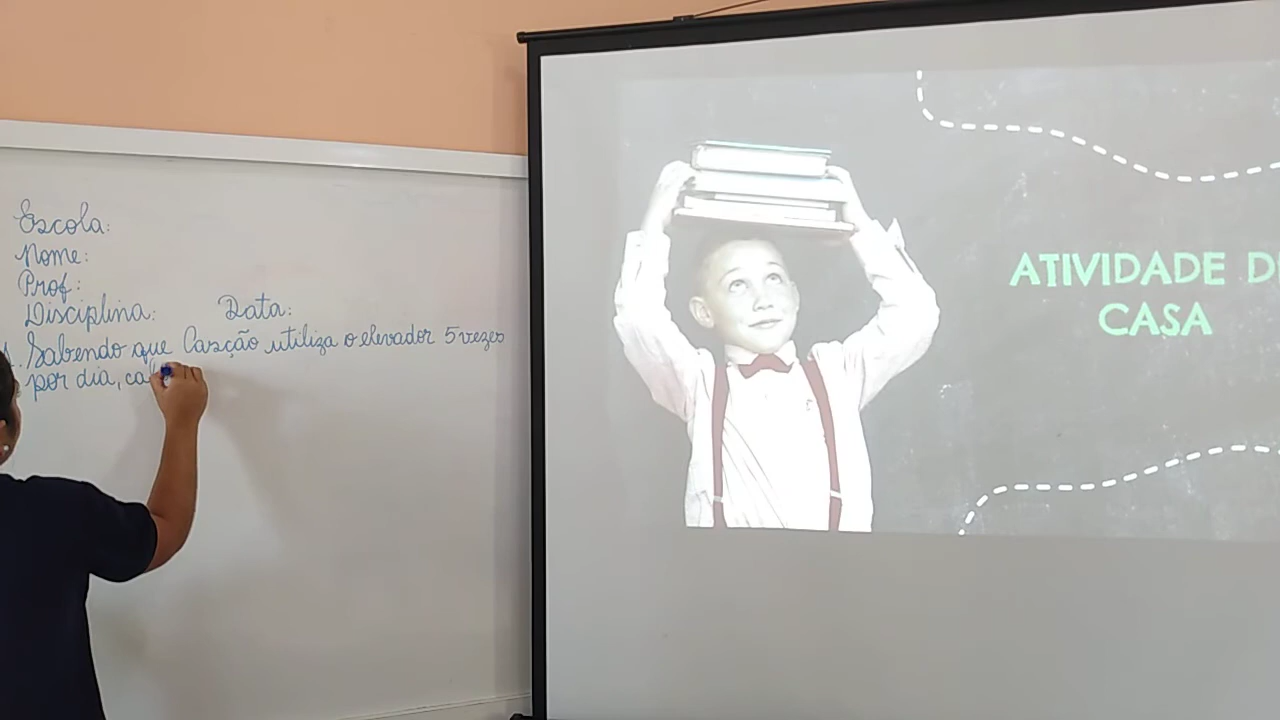 Escola:
Nome:
Prof:
Disciplina: Data:
1. Sabendo que Cascão utiliza o elevador 5 vezes
por dia,
ATIVIDADE
CASA